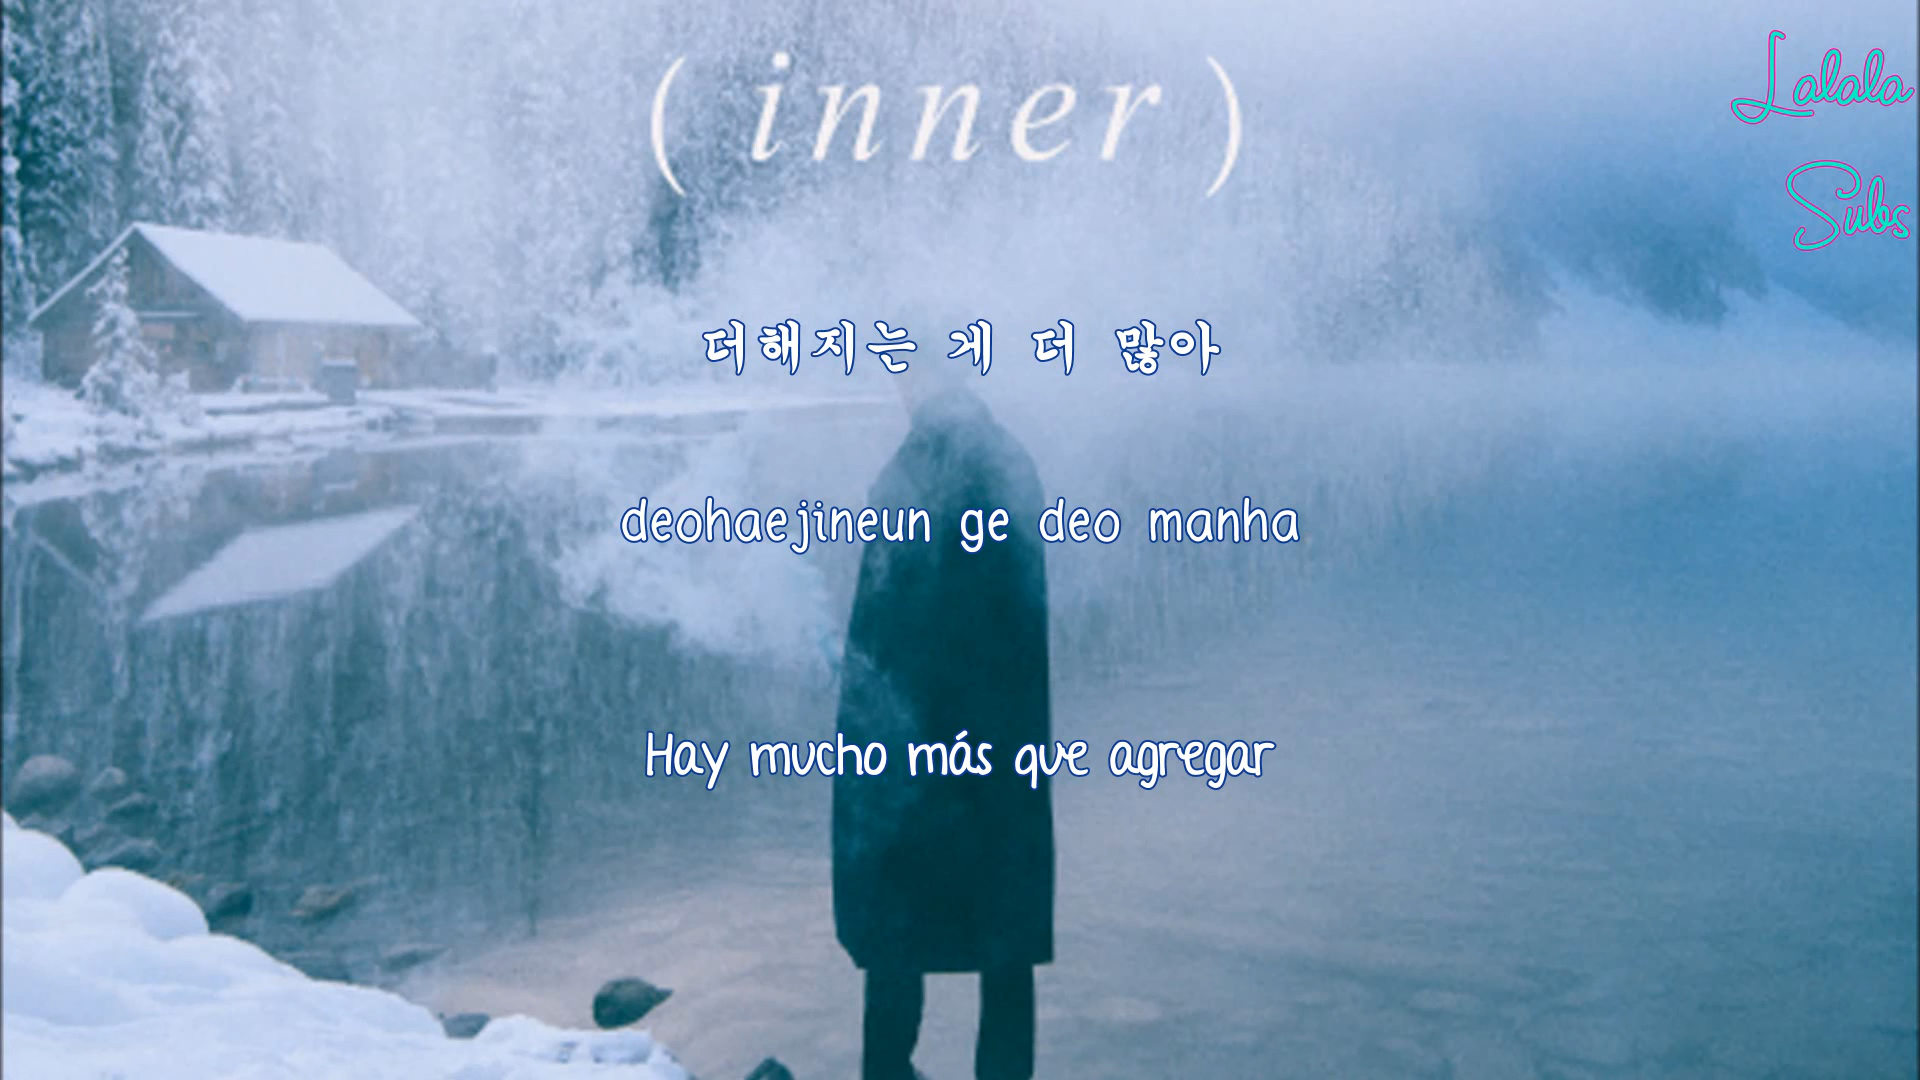 ( inner )
Lalala
Subs
더해지는 게 더 많아
deohaejineun ge deo manha
Hay mucho más que agregar